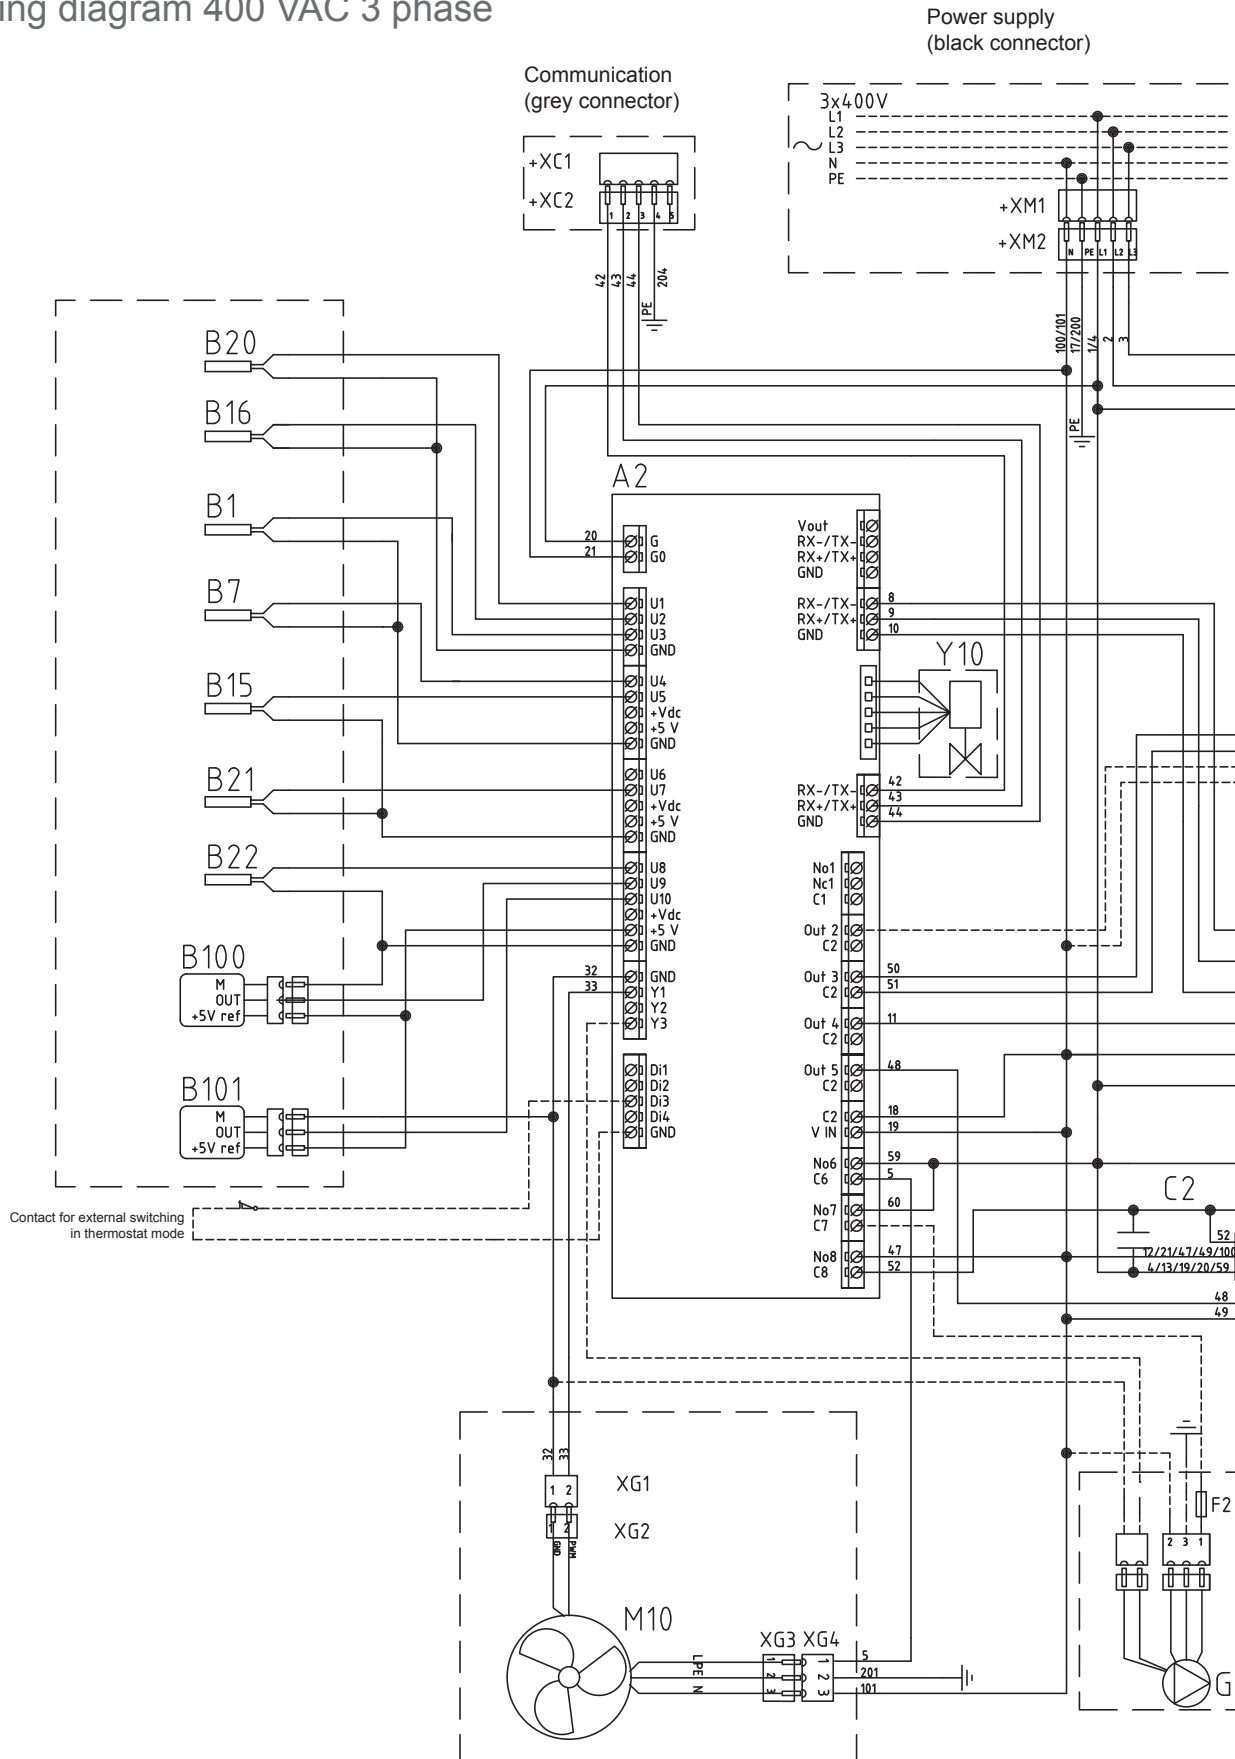 ing diagram 400 VAC 3 phase
Power supply
(black connector)
Communication
(grey connector)
3x400V
L1
L2
L3
N
PE
+XC1
+XC2
1 2 3 4 5
+XM1
+XM2
N PE L1 L2 L3
42 43 44 PE 204
100/101 17/200 1/4 2 3
PE
B20
B16
B1
B7
B15
B21
B22
B100
M
OUT
+5V ref
B101
M
OUT
+5V ref
Contact for external switching
in thermostat mode
A2
20 G
21 G0
U1
U2
U3
GND
U4
U5
+Vdc
+5 V
GND
U6
U7
+Vdc
+5 V
GND
U8
U9
U10
+Vdc
+5 V
GND
32 GND
33 Y1
Y2
Y3
Di1
Di2
Di3
Di4
GND
Vout
RX-/TX-
RX+/TX+
GND
RX-/TX- 8
RX+/TX+ 9
GND 10
Y10
RX-/TX- 42
RX+/TX+ 43
GND 44
No1
Nc1
C1
Out 2
C2
Out 3 50
C2 51
Out 4 11
C2
Out 5 48
C2
C2 18
V IN 19
No6 59
C6 5
No7 60
C7
No8 47
C8 52
C2
52
12/21/47/49/100
4/13/19/20/59
48
49
32 33
1 2 XG1
1 2 XG2
GND PWM
M10
L PE N
XG3 XG4
1 1 5
2 2 201
3 3 101
F2
2 3 1
G